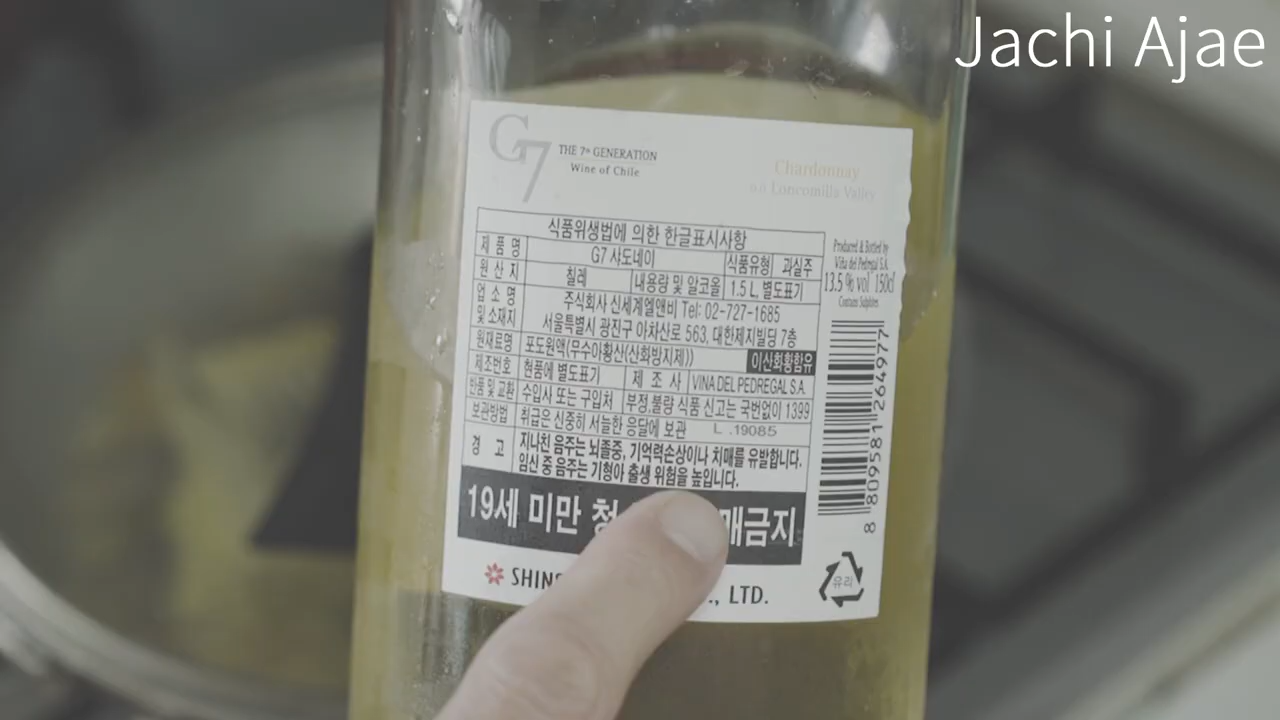 Jachi Ajae
G7
THE 7th GENERATION
Wine of Chile
Chardonnay
Loncomilla Valley
식품위생법에 의한 한글표시사항
제품명 G7 샤도네이 식품유형 과실주
원산지 칠레 내용량 및 알코올 1.5 L, 별도표기
업소명 및 소재지 주식회사 신세계엘앤비 Tel: 02-727-1685
서울특별시 광진구 아차산로 563, 대한제지빌딩 7층
원재료명 포도원액(무수아황산(산화방지제)) 이산화황함유
제조번호 현품에 별도표기 제조사 VINA DEL PEDREGAL S.A.
반품 및 교환 수입사 또는 구입처 부정,불량 식품 신고는 국번없이 1399
보관방법 취급은 신중히 서늘한 응달에 보관 L .19085
경고 지나친 음주는 뇌졸중, 기억력손상이나 치매를 유발합니다.
임신 중 음주는 기형아 출생 위험을 높입니다.
19세 미만 청 매금지
LTD.
Produced & Bottled by
Viña del Pedregal S.A.
13.5 % vol 150cl
Contains Sulphites
8 809581 264977
유리